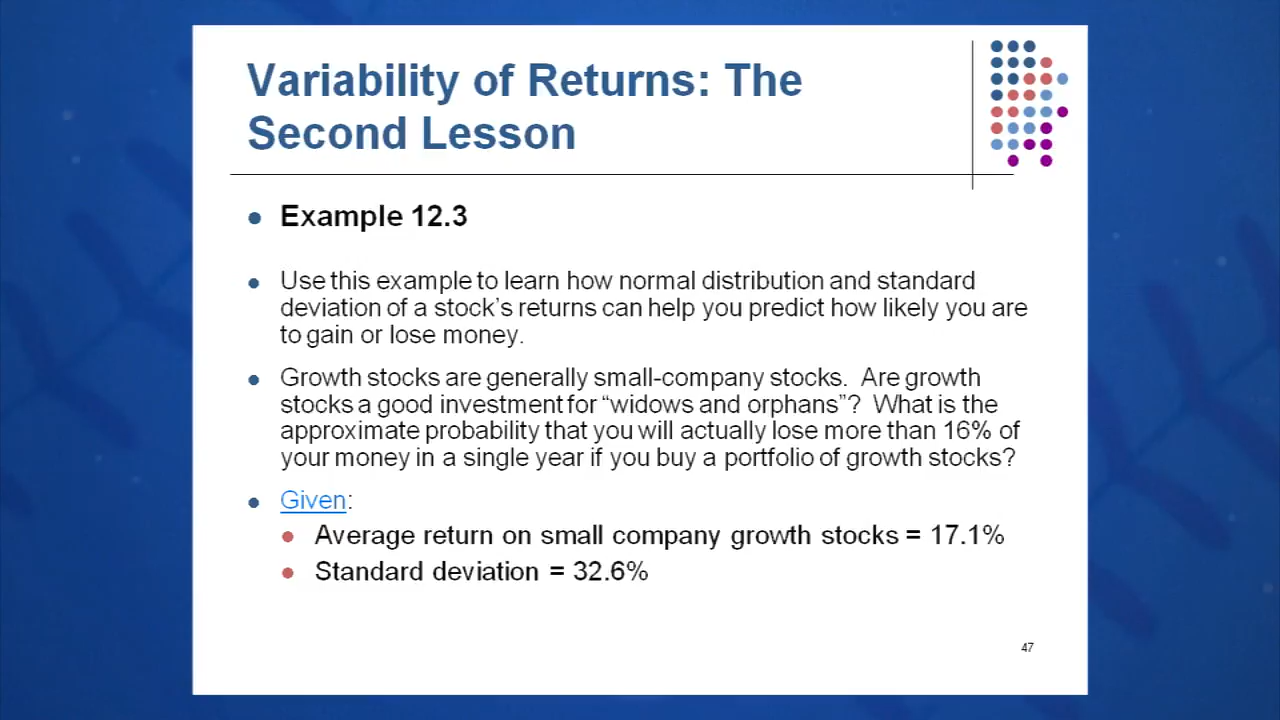 Variability of Returns: The
Second Lesson
Example 12.3
Use this example to learn how normal distribution and standard
deviation of a stock's returns can help you predict how likely you are
to gain or lose money.
Growth stocks are generally small-company stocks. Are growth
stocks a good investment for “widows and orphans”? What is the
approximate probability that you will actually lose more than 16% of
your money in a single year if you buy a portfolio of growth stocks?
Given:
Average return on small company growth stocks = 17.1%
Standard deviation = 32.6%
47